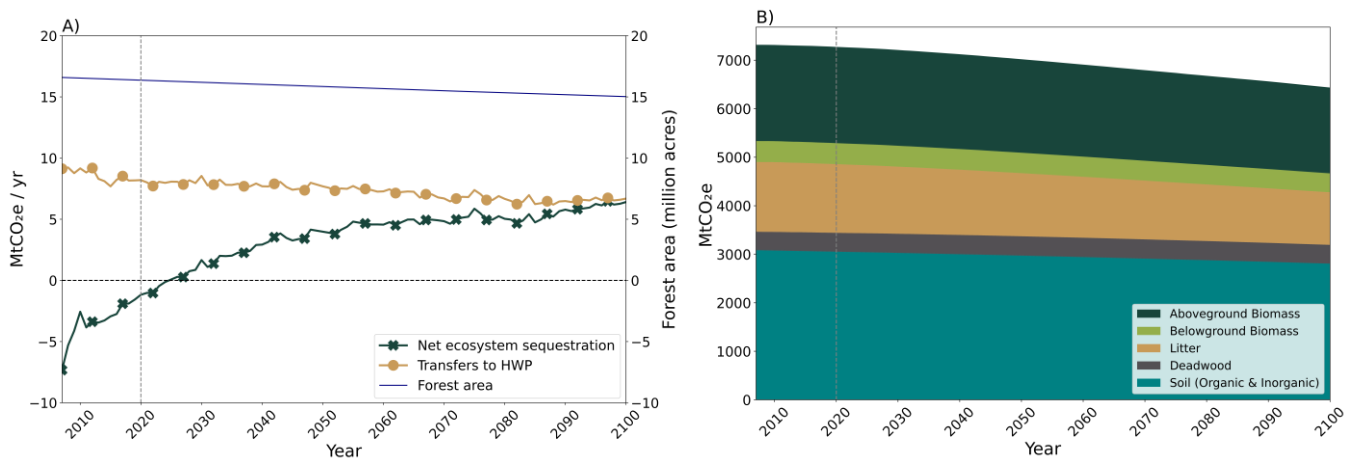 A)
MtCO₂e / yr
20
15
10
5
0
−5
−10
20
15
10
5
0
−5
−10
Forest area (million acres)
Net ecosystem sequestration
Transfers to HWP
Forest area
2010
2020
2030
2040
2050
2060
2070
2080
2090
2100
Year
B)
MtCO₂e
7000
6000
5000
4000
3000
2000
1000
0
Aboveground Biomass
Belowground Biomass
Litter
Deadwood
Soil (Organic & Inorganic)
2010
2020
2030
2040
2050
2060
2070
2080
2090
2100
Year